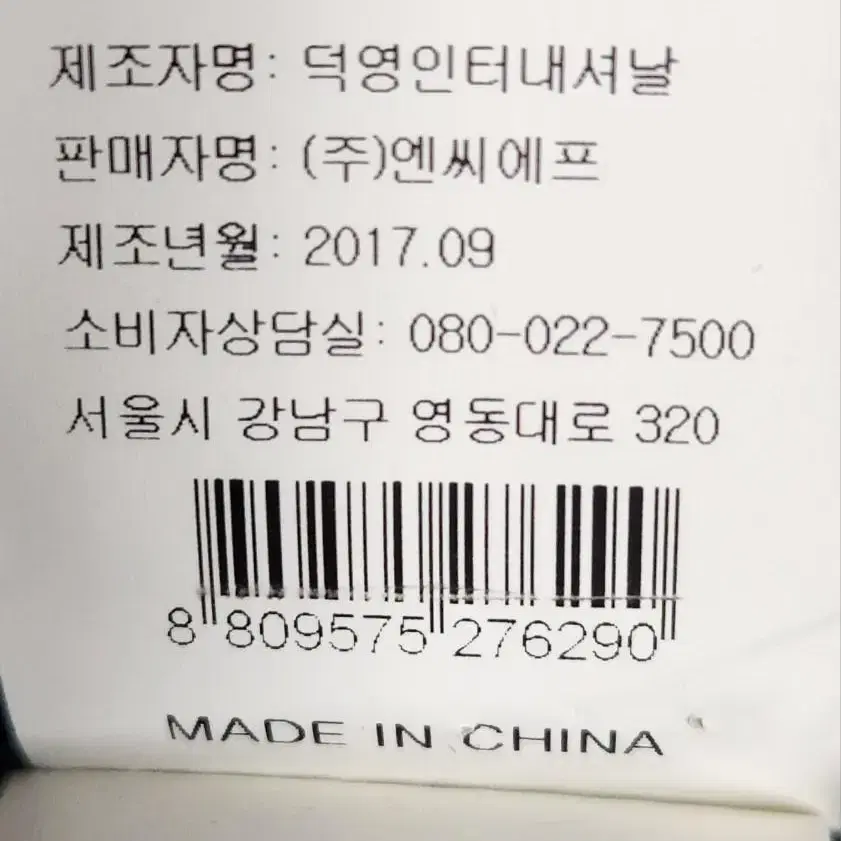 제조자명: 덕영인터내셔날
판매자명: (주)엔씨에프
제조년월: 2017.09
소비자상담실: 080-022-7500
서울시 강남구 영동대로 320
8 809575 276290
MADE IN CHINA